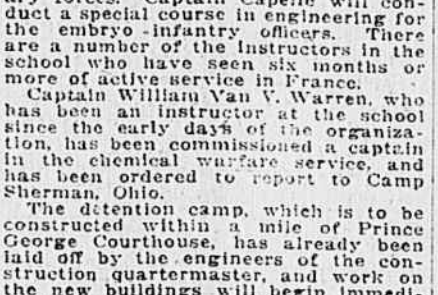 ary forces. Captain Capelle will con-
duct a special course in engineering for
the embryo infantry officers. There
are a number of the instructors in the
school who have seen six months or
more of active service in France.
Captain William Van V. Warren, who
has been an instructor at the school
since the early days of the organiza-
tion, has been commissioned a captain
in the chemical warfare service, and
has been ordered to report to Camp
Sherman, Ohio.
The detention camp, which is to be
constructed within a mile of Prince
George Courthouse, has already been
laid off by the engineers of the con-
struction quartermaster, and work on
the new buildings will begin immedi-